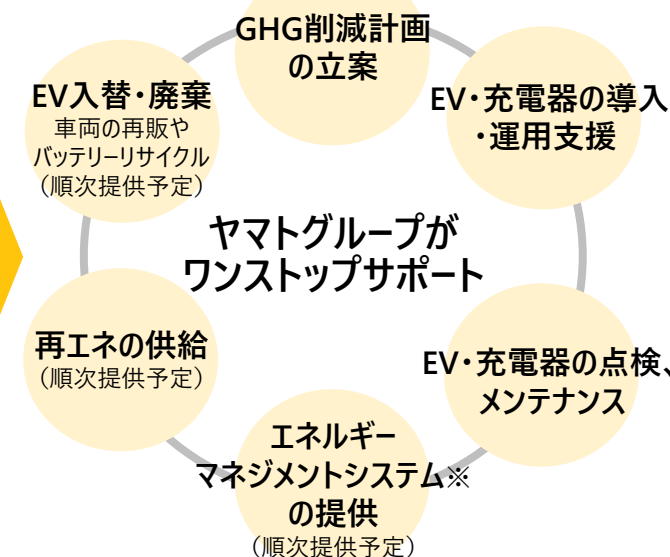 GHG削減計画
の立案
EV・充電器の導入
・運用支援
EV・充電器の点検、
メンテナンス
エネルギー
マネジメントシステム※
の提供
（順次提供予定）
再エネの供給
（順次提供予定）
EV入替・廃棄
車両の再販や
バッテリーリサイクル
（順次提供予定）
ヤマトグループが
ワンストップサポート